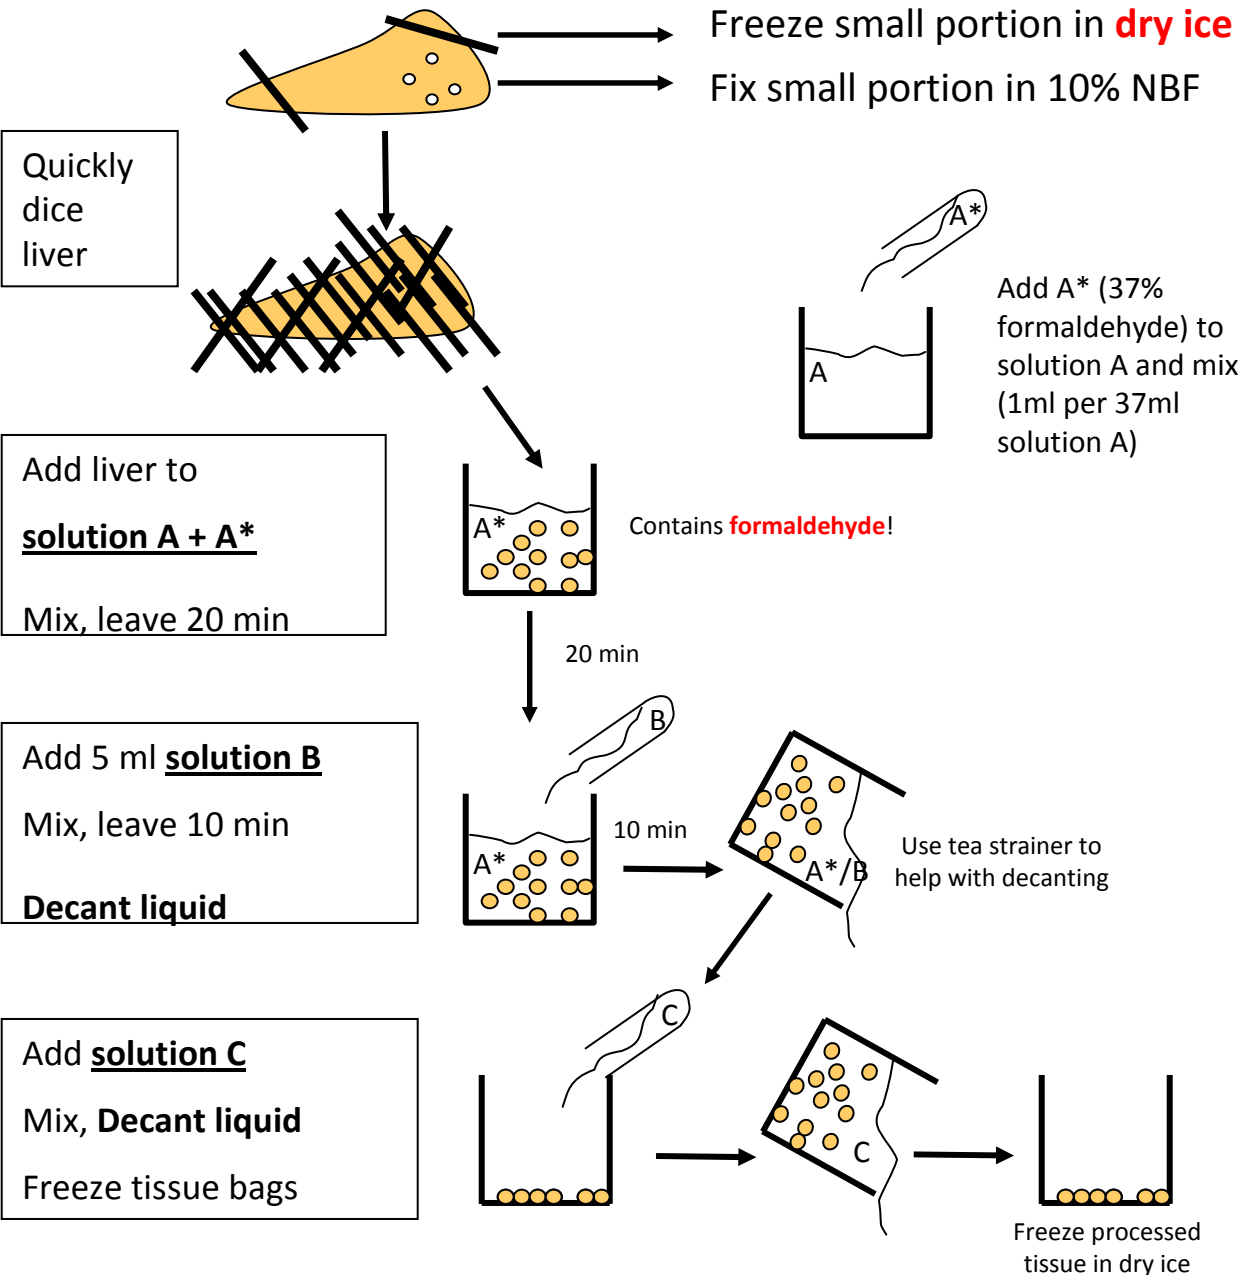 Freeze small portion in dry ice
Fix small portion in 10% NBF
Quickly
dice
liver
A*
A
Add A* (37%
formaldehyde) to
solution A and mix
(1ml per 37ml
solution A)
Add liver to
solution A + A*
Mix, leave 20 min
A*
Contains formaldehyde!
20 min
Add 5 ml solution B
Mix, leave 10 min
Decant liquid
B
A*
10 min
A*/B
Use tea strainer to
help with decanting
Add solution C
Mix, Decant liquid
Freeze tissue bags
C
C
Freeze processed
tissue in dry ice